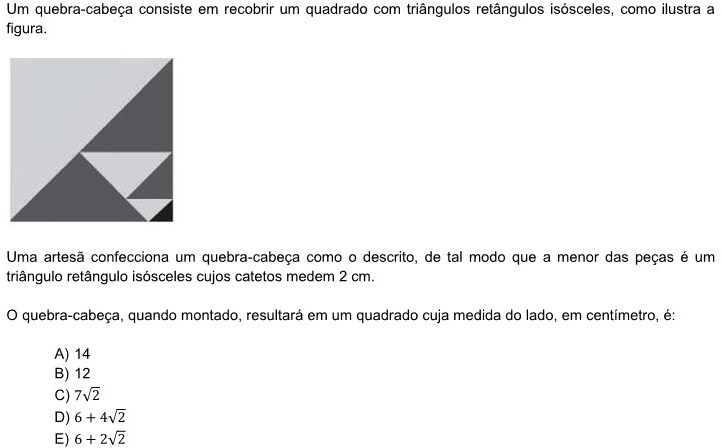 Um quebra-cabeça consiste em recobrir um quadrado com triângulos retângulos isósceles, como ilustra a
figura.
Uma artesã confecciona um quebra-cabeça como o descrito, de tal modo que a menor das peças é um
triângulo retângulo isósceles cujos catetos medem 2 cm.
O quebra-cabeça, quando montado, resultará em um quadrado cuja medida do lado, em centímetro, é:
A) 14
B) 12
C) 7√2
D) 6 + 4√2
E) 6 + 2√2